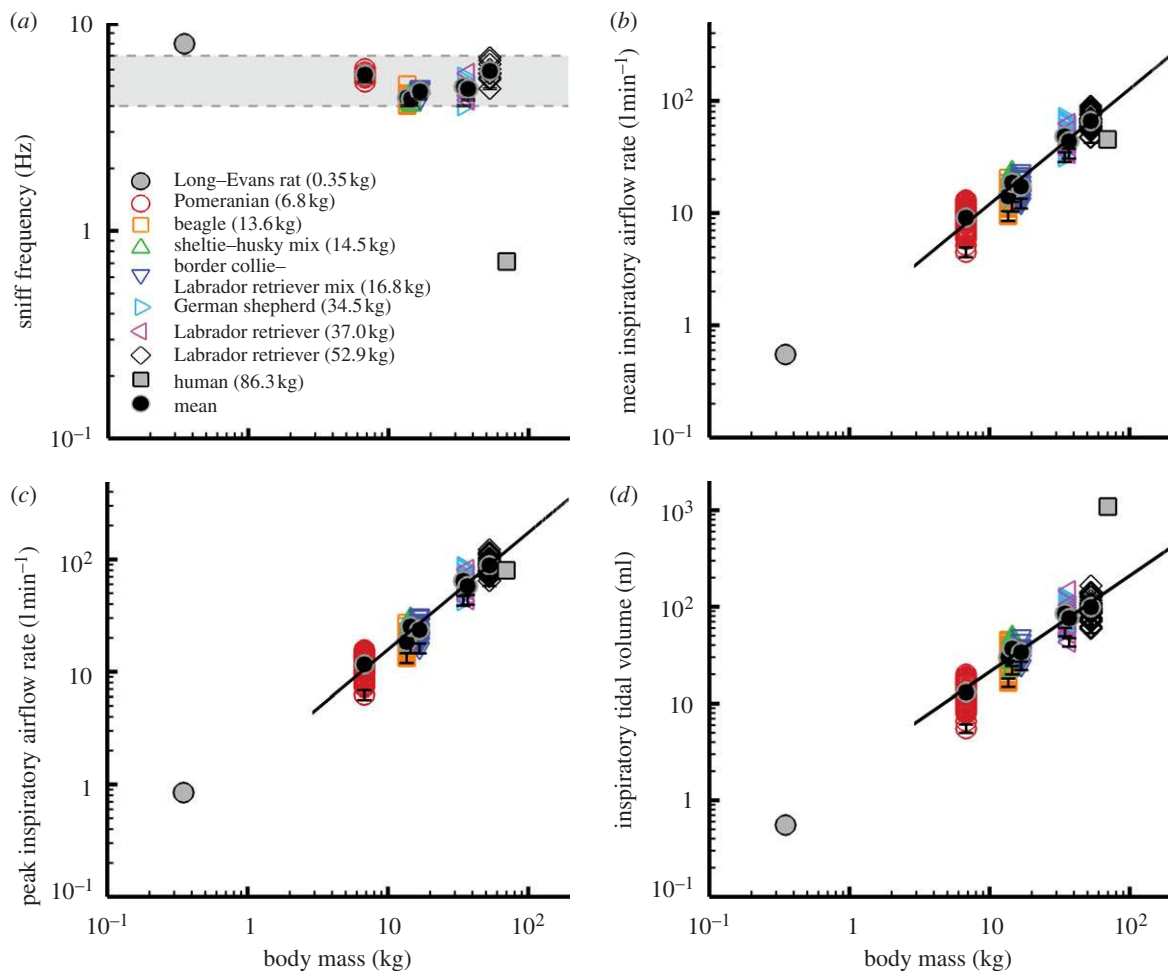 (a)
10
1
10⁻¹
sniff frequency (Hz)
Long–Evans rat (0.35 kg)
Pomeranian (6.8 kg)
beagle (13.6 kg)
sheltie–husky mix (14.5 kg)
border collie–
Labrador retriever mix (16.8 kg)
German shepherd (34.5 kg)
Labrador retriever (37.0 kg)
Labrador retriever (52.9 kg)
human (86.3 kg)
mean
(b)
10²
10
1
10⁻¹
mean inspiratory airflow rate (l min⁻¹)
(c)
10²
10
1
10⁻¹
peak inspiratory airflow rate (l min⁻¹)
10⁻¹ 1 10 10²
body mass (kg)
(d)
10³
10²
10
1
10⁻¹
inspiratory tidal volume (ml)
10⁻¹ 1 10 10²
body mass (kg)